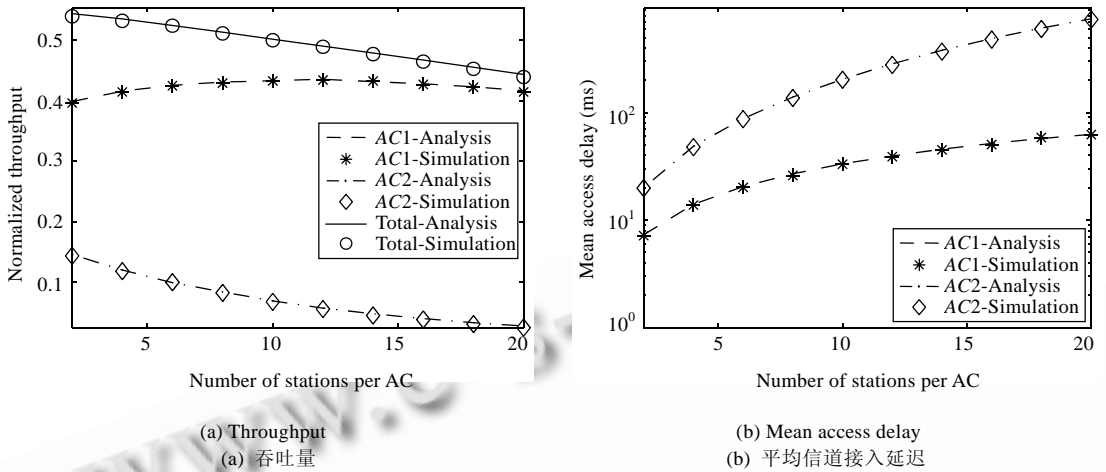 Normalized throughput
0.5
0.4
0.3
0.2
0.1
5
10
15
20
AC1-Analysis
AC1-Simulation
AC2-Analysis
AC2-Simulation
Total-Analysis
Total-Simulation
Number of stations per AC
(a) Throughput
(a) 吞吐量
Mean access delay (ms)
10²
10¹
10⁰
5
10
15
20
AC1-Analysis
AC1-Simulation
AC2-Analysis
AC2-Simulation
Number of stations per AC
(b) Mean access delay
(b) 平均信道接入延迟